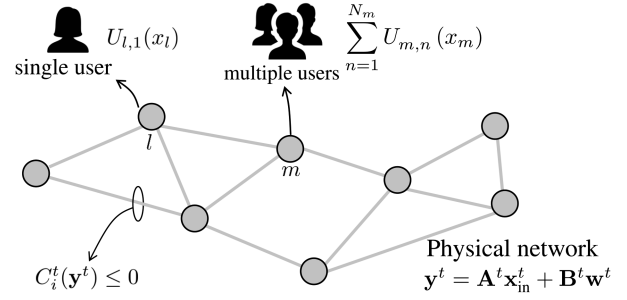 U_{l,1}(x_l)
\sum_{n=1}^{N_m} U_{m,n}(x_m)
single user
multiple users
l
m
C_i^t(\mathbf{y}^t) \leq 0
Physical network
\mathbf{y}^t = \mathbf{A}^t \mathbf{x}_{\text{in}}^t + \mathbf{B}^t \mathbf{w}^t